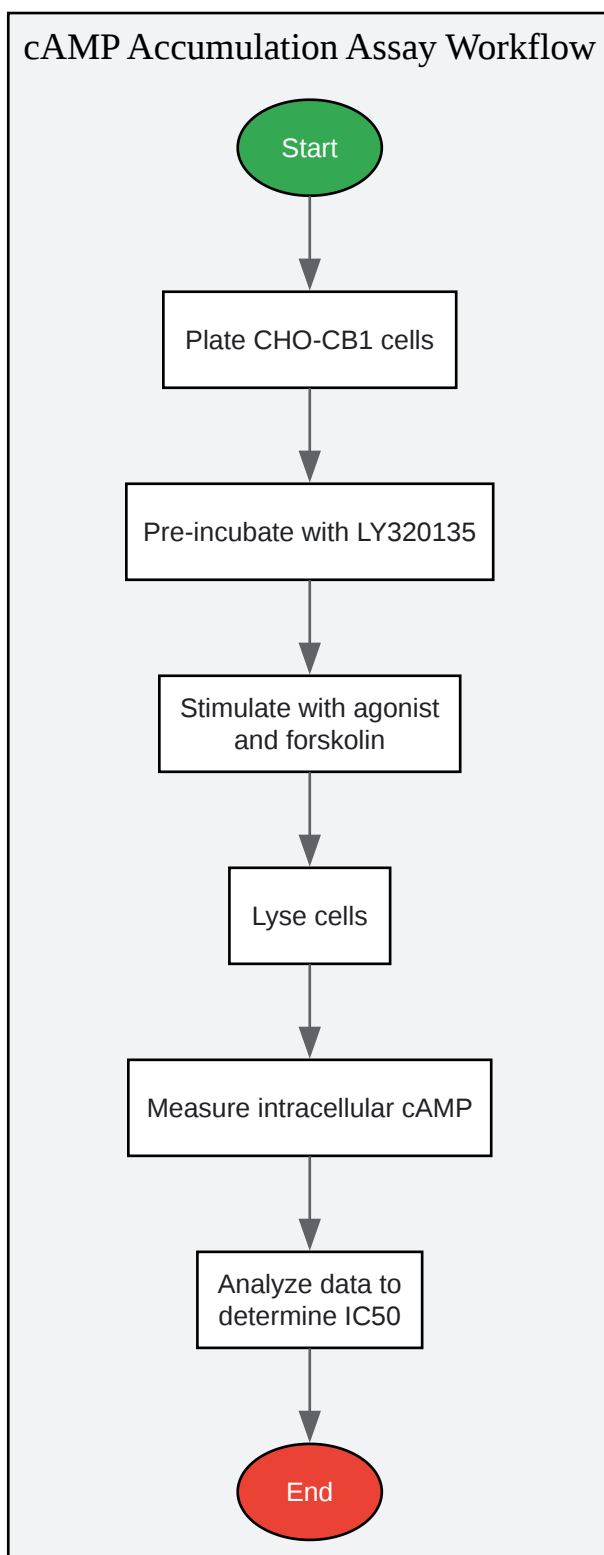 cAMP Accumulation Assay Workflow
Start
Plate CHO-CB1 cells
Pre-incubate with LY320135
Stimulate with agonist
and forskolin
Lyse cells
Measure intracellular cAMP
Analyze data to
determine IC50
End